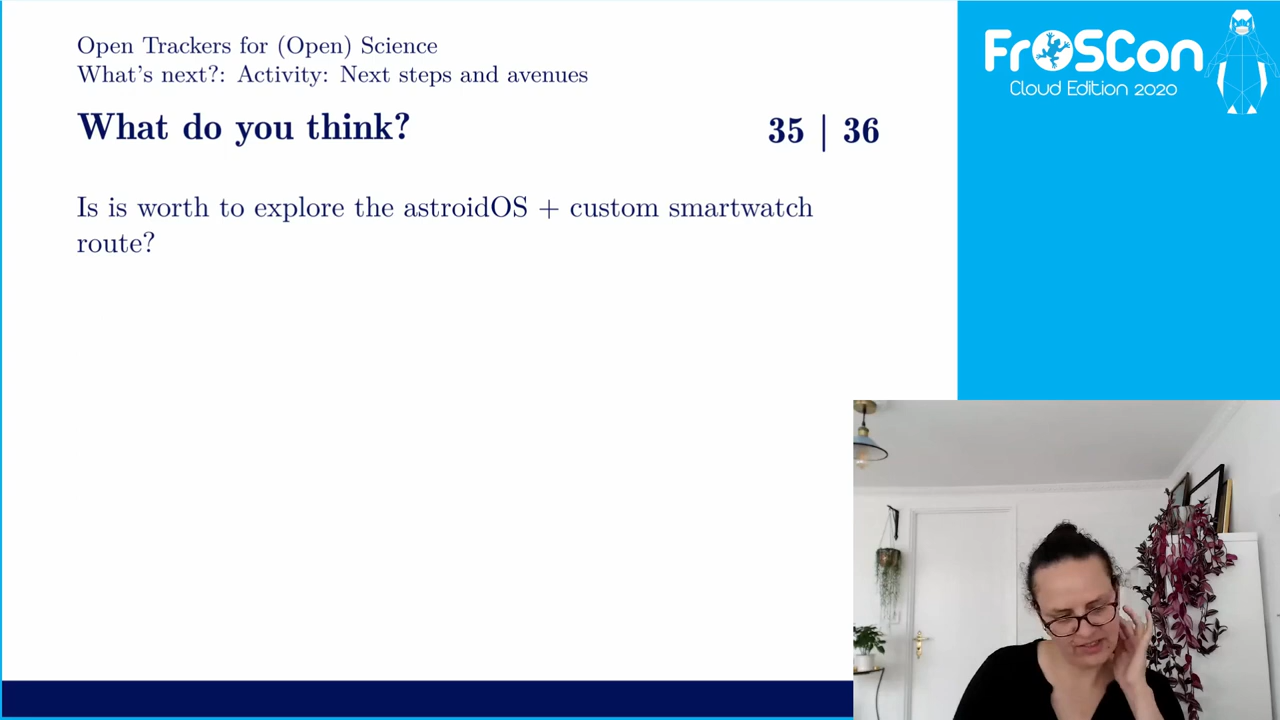 Open Trackers for (Open) Science
What's next?: Activity: Next steps and avenues
What do you think?
35 | 36
Is is worth to explore the astroidOS + custom smartwatch
route?
FrOSCon
Cloud Edition 2020